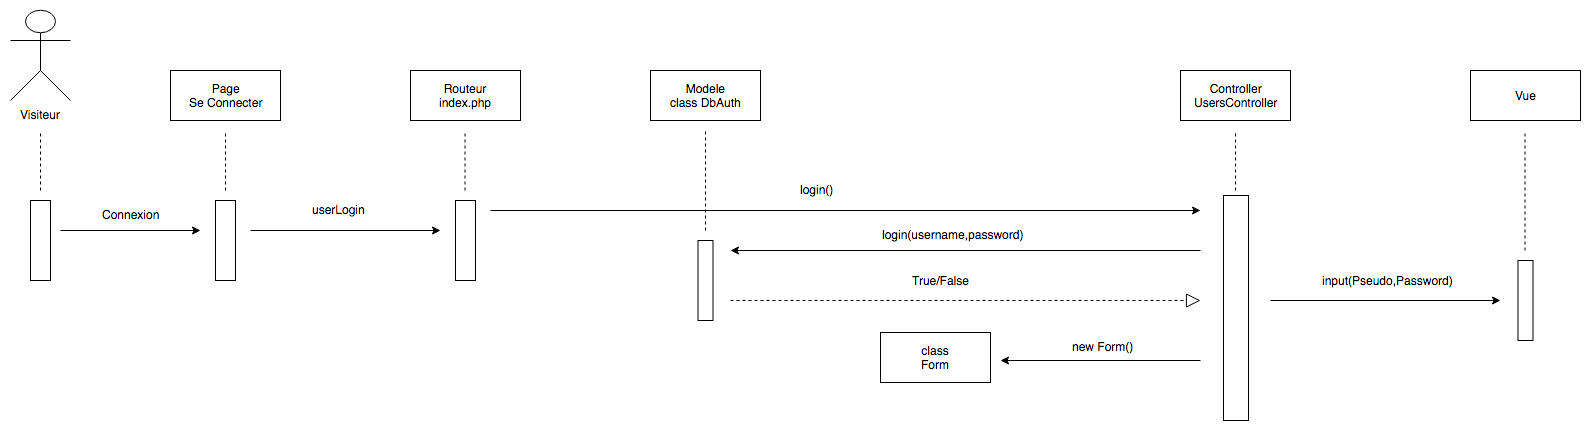 Visiteur
Page
Se Connecter
Routeur
index.php
Modele
class DbAuth
Controller
UsersController
Vue
Connexion
userLogin
login()
login(username,password)
True/False
input(Pseudo,Password)
new Form()
class
Form